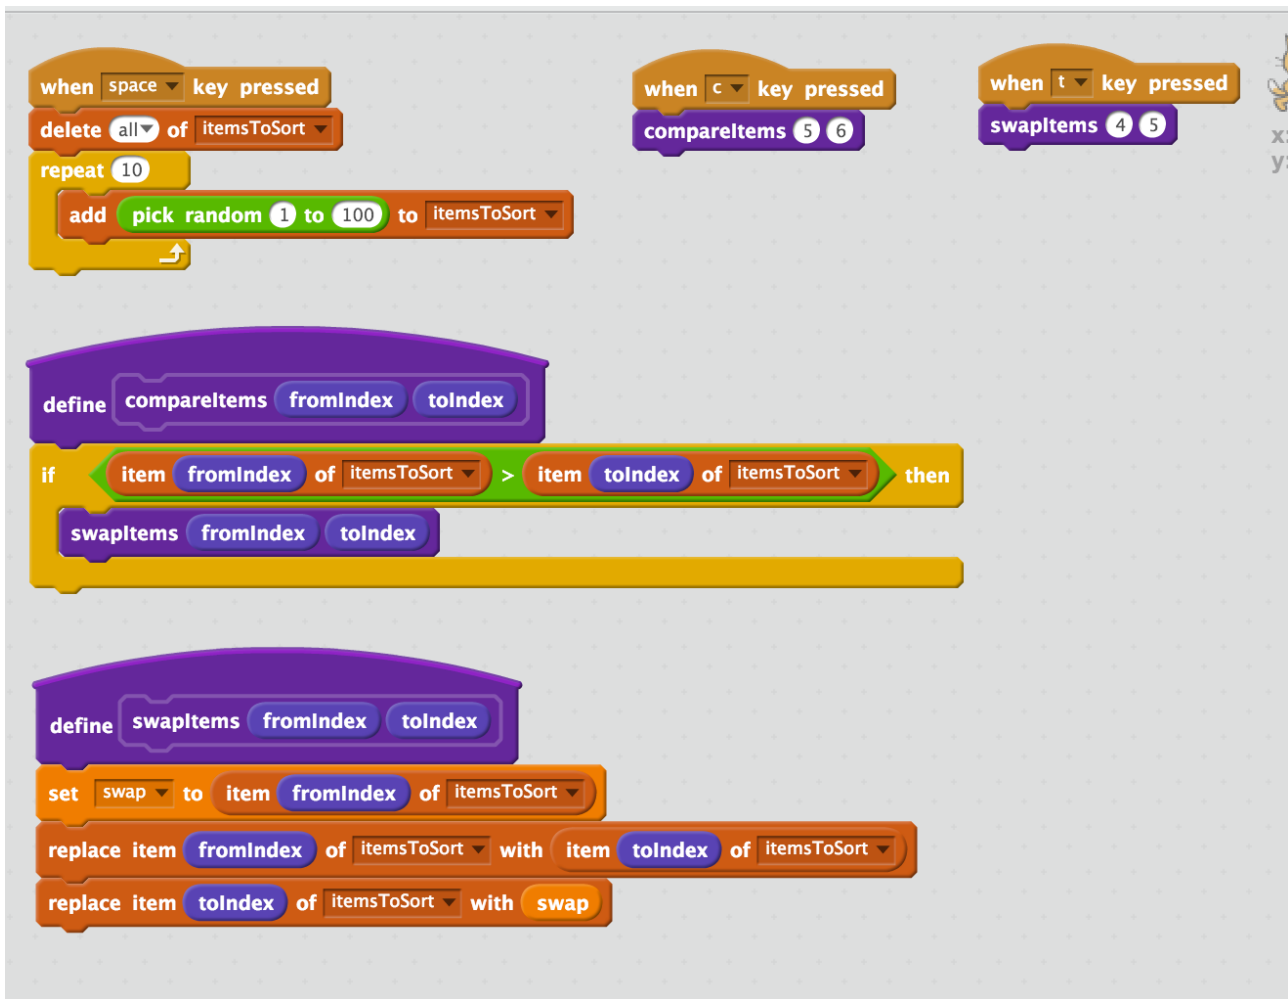 when space key pressed
delete all of itemsToSort
repeat 10
add pick random 1 to 100 to itemsToSort
when c key pressed
compareItems 5 6
when t key pressed
swapItems 4 5
x:
y:
define compareItems fromIndex toIndex
if item fromIndex of itemsToSort > item toIndex of itemsToSort then
swapItems fromIndex toIndex
define swapItems fromIndex toIndex
set swap to item fromIndex of itemsToSort
replace item fromIndex of itemsToSort with item toIndex of itemsToSort
replace item toIndex of itemsToSort with swap